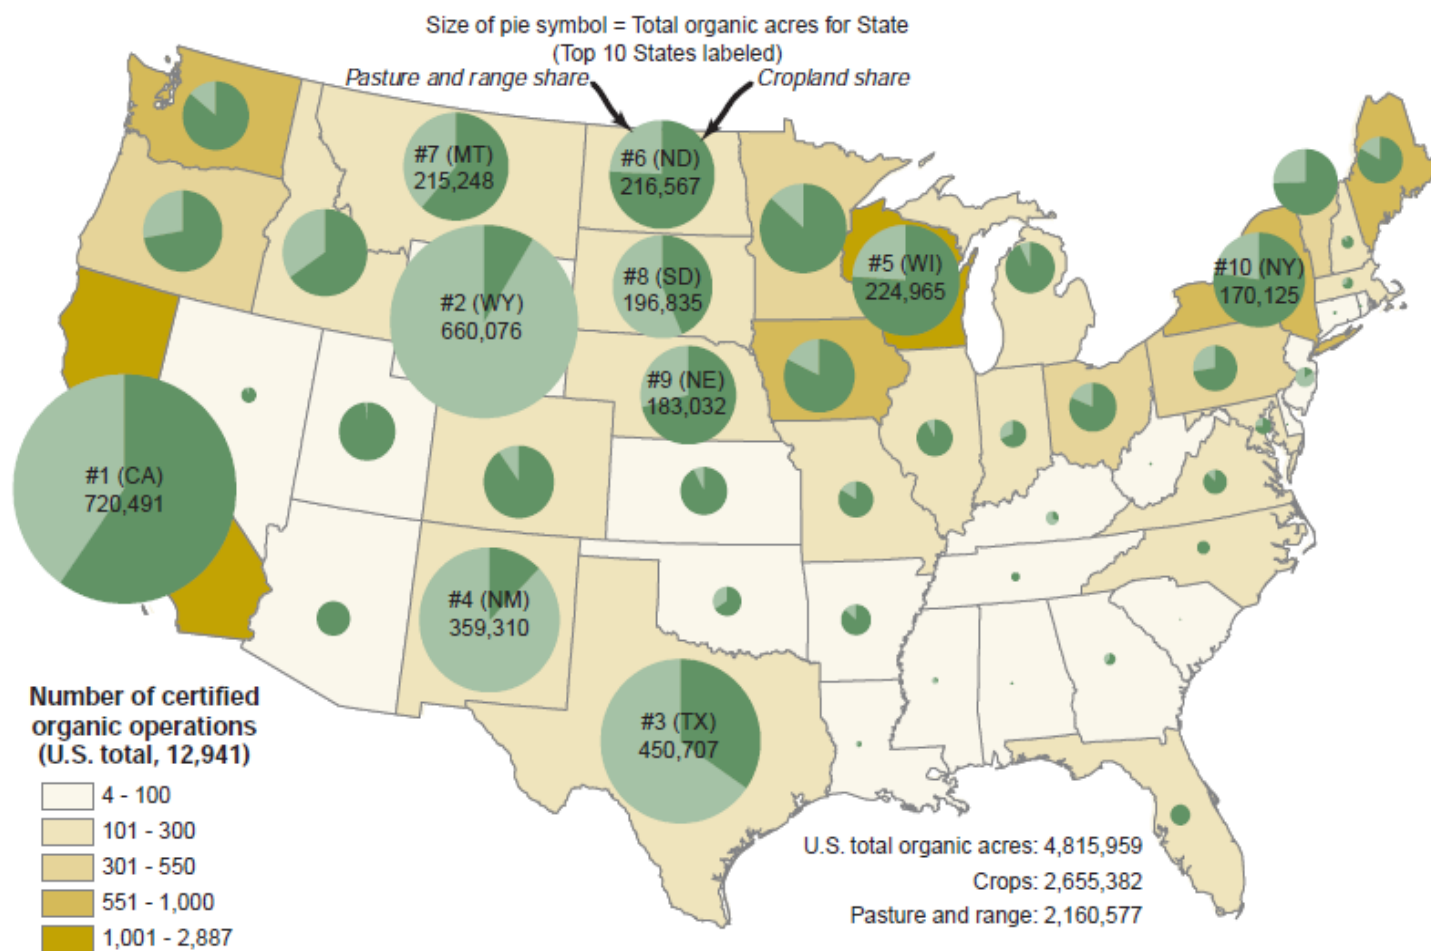 Size of pie symbol = Total organic acres for State
(Top 10 States labeled)
Pasture and range share
Cropland share
#7 (MT)
215,248
#6 (ND)
216,567
#2 (WY)
660,076
#8 (SD)
196,835
#5 (WI)
224,965
#10 (NY)
170,125
#9 (NE)
183,032
#1 (CA)
720,491
#4 (NM)
359,310
#3 (TX)
450,707
Number of certified
organic operations
(U.S. total, 12,941)
4 - 100
101 - 300
301 - 550
551 - 1,000
1,001 - 2,887
U.S. total organic acres: 4,815,959
Crops: 2,655,382
Pasture and range: 2,160,577